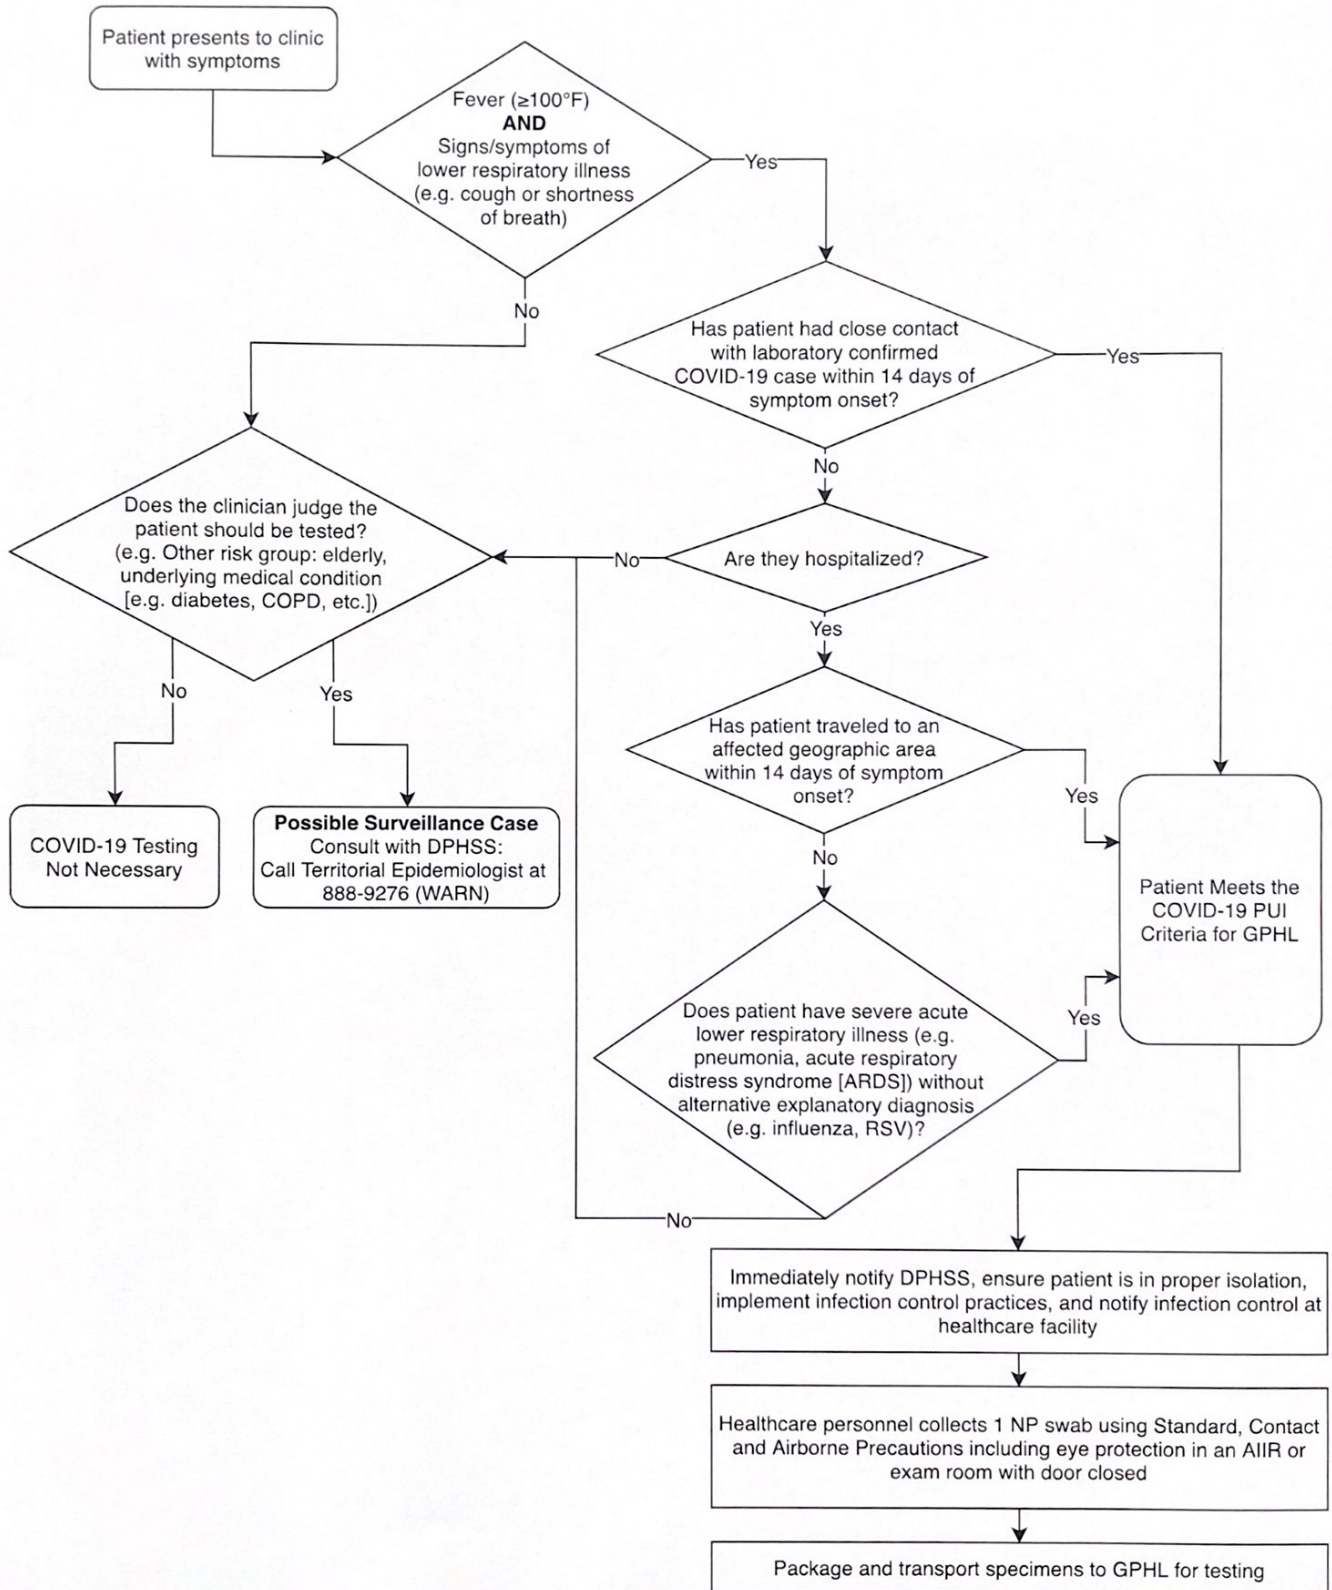 Patient presents to clinic
with symptoms
Fever (≥100°F)
AND
Signs/symptoms of
lower respiratory illness
(e.g. cough or shortness
of breath)
Yes
No
Has patient had close contact
with laboratory confirmed
COVID-19 case within 14 days of
symptom onset?
Yes
No
Does the clinician judge the
patient should be tested?
(e.g. Other risk group: elderly,
underlying medical condition
[e.g. diabetes, COPD, etc.])
No
Are they hospitalized?
Yes
No
Yes
Has patient traveled to an
affected geographic area
within 14 days of symptom
onset?
Yes
No
COVID-19 Testing
Not Necessary
Possible Surveillance Case
Consult with DPHSS:
Call Territorial Epidemiologist at
888-9276 (WARN)
Patient Meets the
COVID-19 PUI
Criteria for GPHL
Does patient have severe acute
lower respiratory illness (e.g.
pneumonia, acute respiratory
distress syndrome [ARDS]) without
alternative explanatory diagnosis
(e.g. influenza, RSV)?
Yes
No
Immediately notify DPHSS, ensure patient is in proper isolation,
implement infection control practices, and notify infection control at
healthcare facility
Healthcare personnel collects 1 NP swab using Standard, Contact
and Airborne Precautions including eye protection in an AIIR or
exam room with door closed
Package and transport specimens to GPHL for testing